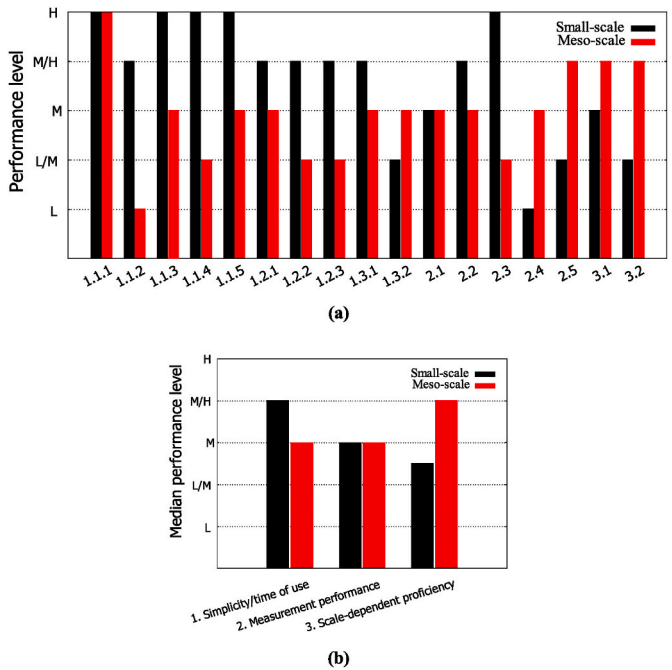 H
Small-scale
Meso-scale
M/H
M
L/M
L
Performance level
1.1.1 1.1.2 1.1.3 1.1.4 1.1.5 1.2.1 1.2.2 1.2.3 1.3.1 1.3.2 2.1 2.2 2.3 2.4 2.5 3.1 3.2
(a)
H
Small-scale
Meso-scale
M/H
M
L/M
L
Median performance level
1. Simplicity/time of use
2. Measurement performance
3. Scale-dependent proficiency
(b)